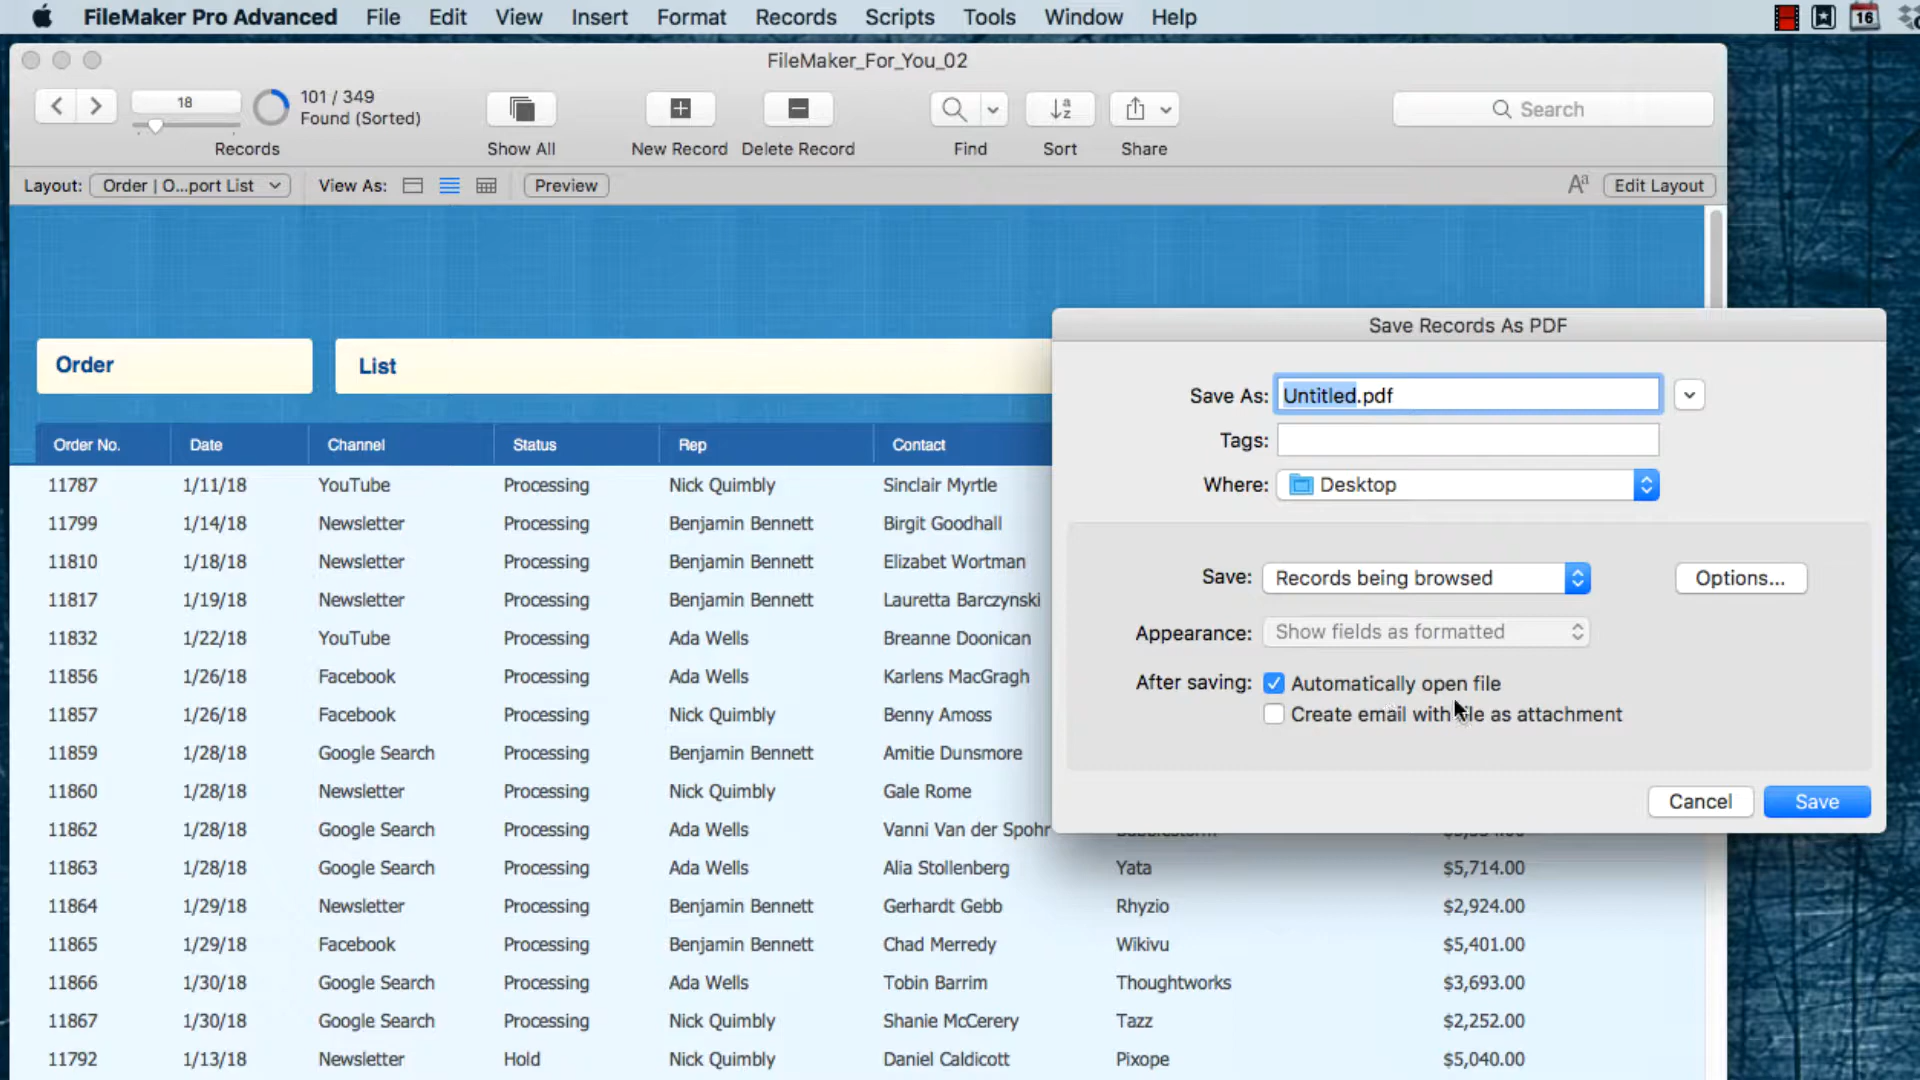 FileMaker Pro Advanced File Edit View Insert Format Records Scripts Tools Window Help 16
FileMaker_For_You_02
18
101 / 349
Found (Sorted)
Search
Records Show All New Record Delete Record Find Sort Share
Layout: Order | O...port List View As: Preview Aa Edit Layout
Order List
Order No. Date Channel Status Rep Contact
11787 1/11/18 YouTube Processing Nick Quimbly Sinclair Myrtle
11799 1/14/18 Newsletter Processing Benjamin Bennett Birgit Goodhall
11810 1/18/18 Newsletter Processing Benjamin Bennett Elizabet Wortman
11817 1/19/18 Newsletter Processing Benjamin Bennett Lauretta Barczynski
11832 1/22/18 YouTube Processing Ada Wells Breanne Doonican
11856 1/26/18 Facebook Processing Ada Wells Karlens MacGragh
11857 1/26/18 Facebook Processing Nick Quimbly Benny Amoss
11859 1/28/18 Google Search Processing Benjamin Bennett Amitie Dunsmore
11860 1/28/18 Newsletter Processing Nick Quimbly Gale Rome
11862 1/28/18 Google Search Processing Ada Wells Vanni Van der Spohr
11863 1/28/18 Google Search Processing Ada Wells Alia Stollenberg Yata $5,714.00
11864 1/29/18 Newsletter Processing Benjamin Bennett Gerhardt Gebb Rhyzio $2,924.00
11865 1/29/18 Facebook Processing Benjamin Bennett Chad Merredy Wikivu $5,401.00
11866 1/30/18 Google Search Processing Ada Wells Tobin Barrim Thoughtworks $3,693.00
11867 1/30/18 Google Search Processing Nick Quimbly Shanie McCerery Tazz $2,252.00
11792 1/13/18 Newsletter Hold Nick Quimbly Daniel Caldicott Pixope $5,040.00
Save Records As PDF
Save As: Untitled.pdf
Tags:
Where: Desktop
Save: Records being browsed Options...
Appearance: Show fields as formatted
After saving: Automatically open file
Create email with file as attachment
Cancel Save